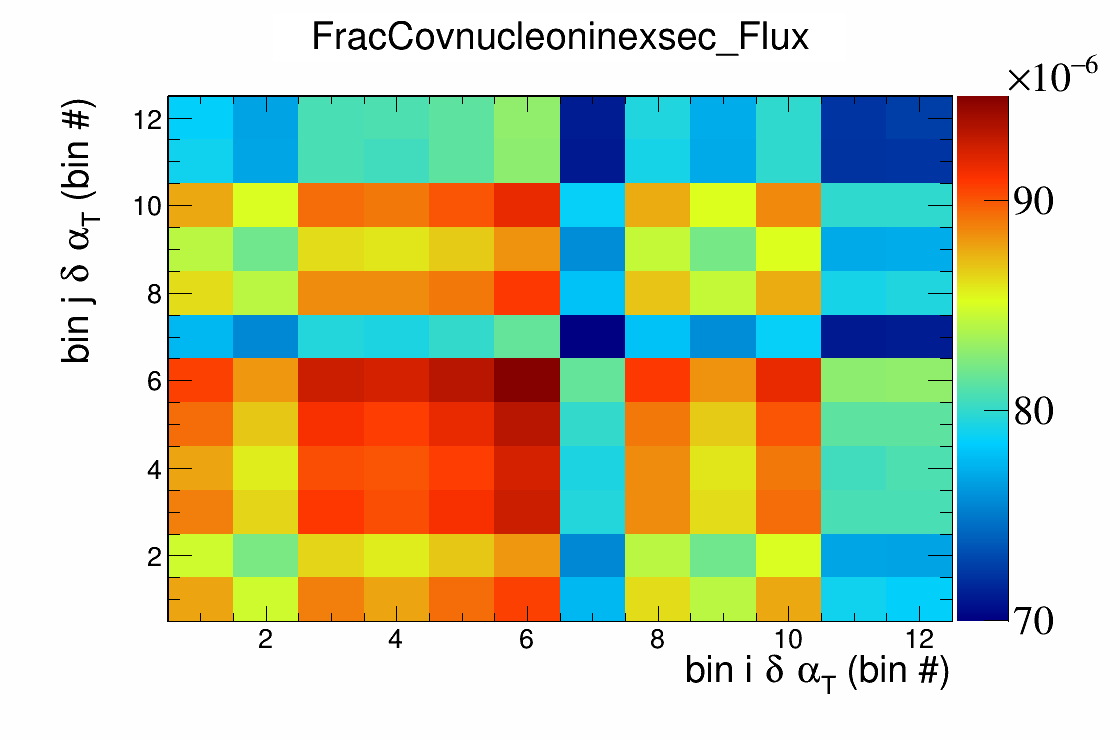 FracCovnucleoninexsec_Flux
×10⁻⁶
bin j δ α_T (bin #)
12
10
8
6
4
2
90
80
70
2 4 6 8 10 12
bin i δ α_T (bin #)